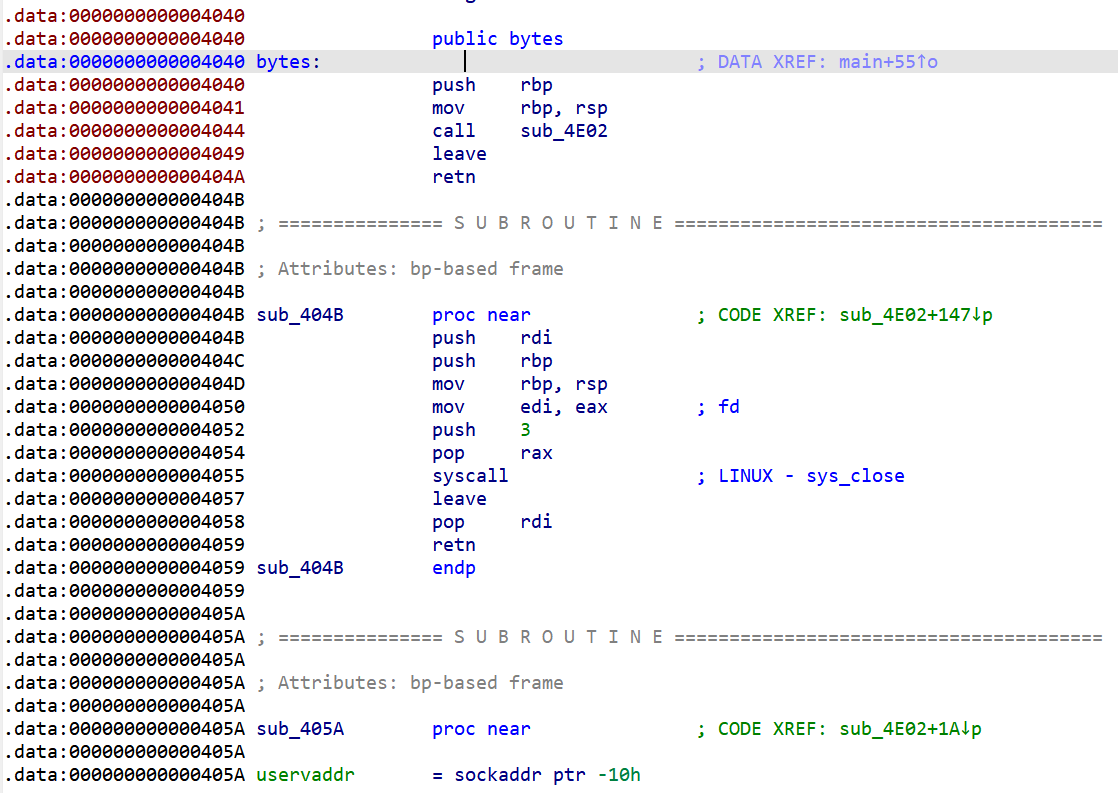 .data:0000000000004040
.data:0000000000004040 public bytes
.data:0000000000004040 bytes: ; DATA XREF: main+55↑o
.data:0000000000004040 push rbp
.data:0000000000004041 mov rbp, rsp
.data:0000000000004044 call sub_4E02
.data:0000000000004049 leave
.data:000000000000404A retn
.data:000000000000404B
.data:000000000000404B ; =============== S U B R O U T I N E =======================================
.data:000000000000404B
.data:000000000000404B ; Attributes: bp-based frame
.data:000000000000404B
.data:000000000000404B sub_404B proc near ; CODE XREF: sub_4E02+147↓p
.data:000000000000404B push rdi
.data:000000000000404C push rbp
.data:000000000000404D mov rbp, rsp
.data:0000000000004050 mov edi, eax ; fd
.data:0000000000004052 push 3
.data:0000000000004054 pop rax
.data:0000000000004055 syscall ; LINUX - sys_close
.data:0000000000004057 leave
.data:0000000000004058 pop rdi
.data:0000000000004059 retn
.data:0000000000004059 sub_404B endp
.data:0000000000004059
.data:000000000000405A
.data:000000000000405A ; =============== S U B R O U T I N E =======================================
.data:000000000000405A
.data:000000000000405A ; Attributes: bp-based frame
.data:000000000000405A
.data:000000000000405A sub_405A proc near ; CODE XREF: sub_4E02+1A↓p
.data:000000000000405A
.data:000000000000405A uservaddr = sockaddr ptr -10h